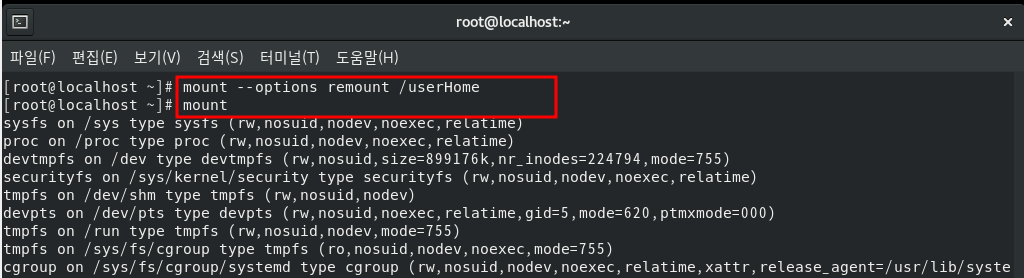 root@localhost:~
파일(F) 편집(E) 보기(V) 검색(S) 터미널(T) 도움말(H)
[root@localhost ~]# mount --options remount /userHome
[root@localhost ~]# mount
sysfs on /sys type sysfs (rw,nosuid,nodev,noexec,relatime)
proc on /proc type proc (rw,nosuid,nodev,noexec,relatime)
devtmpfs on /dev type devtmpfs (rw,nosuid,size=899176k,nr_inodes=224794,mode=755)
securityfs on /sys/kernel/security type securityfs (rw,nosuid,nodev,noexec,relatime)
tmpfs on /dev/shm type tmpfs (rw,nosuid,nodev)
devpts on /dev/pts type devpts (rw,nosuid,noexec,relatime,gid=5,mode=620,ptmxmode=000)
tmpfs on /run type tmpfs (rw,nosuid,nodev,mode=755)
tmpfs on /sys/fs/cgroup type tmpfs (ro,nosuid,nodev,noexec,mode=755)
cgroup on /sys/fs/cgroup/systemd type cgroup (rw,nosuid,nodev,noexec,relatime,xattr,release_agent=/usr/lib/syste